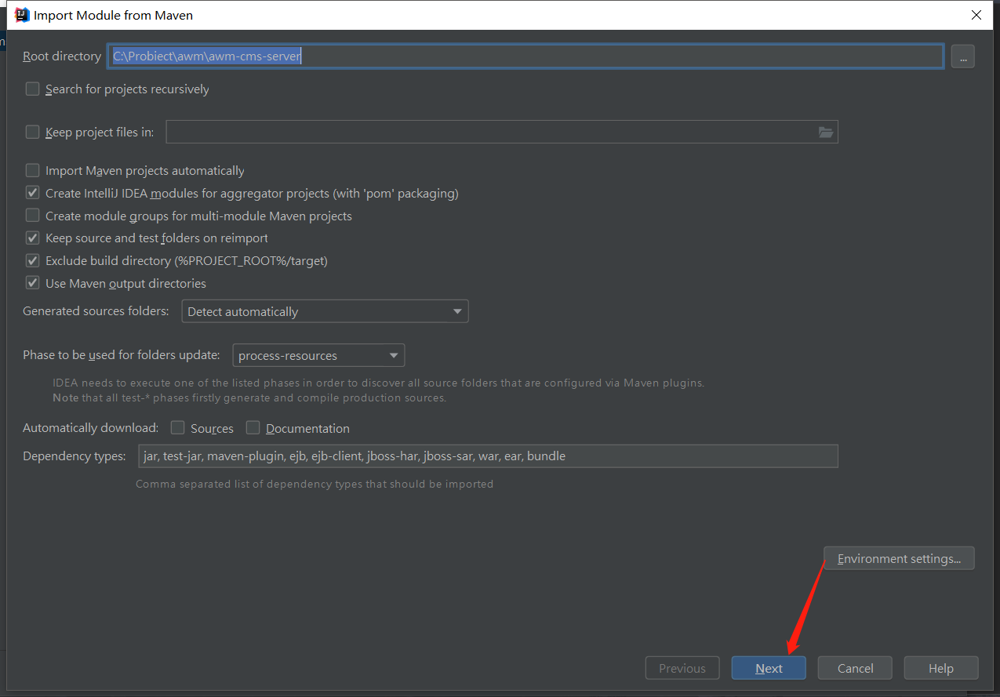 Import Module from Maven
Root directory C:\Probiect\awm\awm-cms-server ...
Search for projects recursively
Keep project files in:
Import Maven projects automatically
Create IntelliJ IDEA modules for aggregator projects (with 'pom' packaging)
Create module groups for multi-module Maven projects
Keep source and test folders on reimport
Exclude build directory (%PROJECT_ROOT%/target)
Use Maven output directories
Generated sources folders: Detect automatically
Phase to be used for folders update: process-resources
IDEA needs to execute one of the listed phases in order to discover all source folders that are configured via Maven plugins.
Note that all test-* phases firstly generate and compile production sources.
Automatically download: Sources Documentation
Dependency types: jar, test-jar, maven-plugin, ejb, ejb-client, jboss-har, jboss-sar, war, ear, bundle
Comma separated list of dependency types that should be imported
Environment settings...
Previous Next Cancel Help